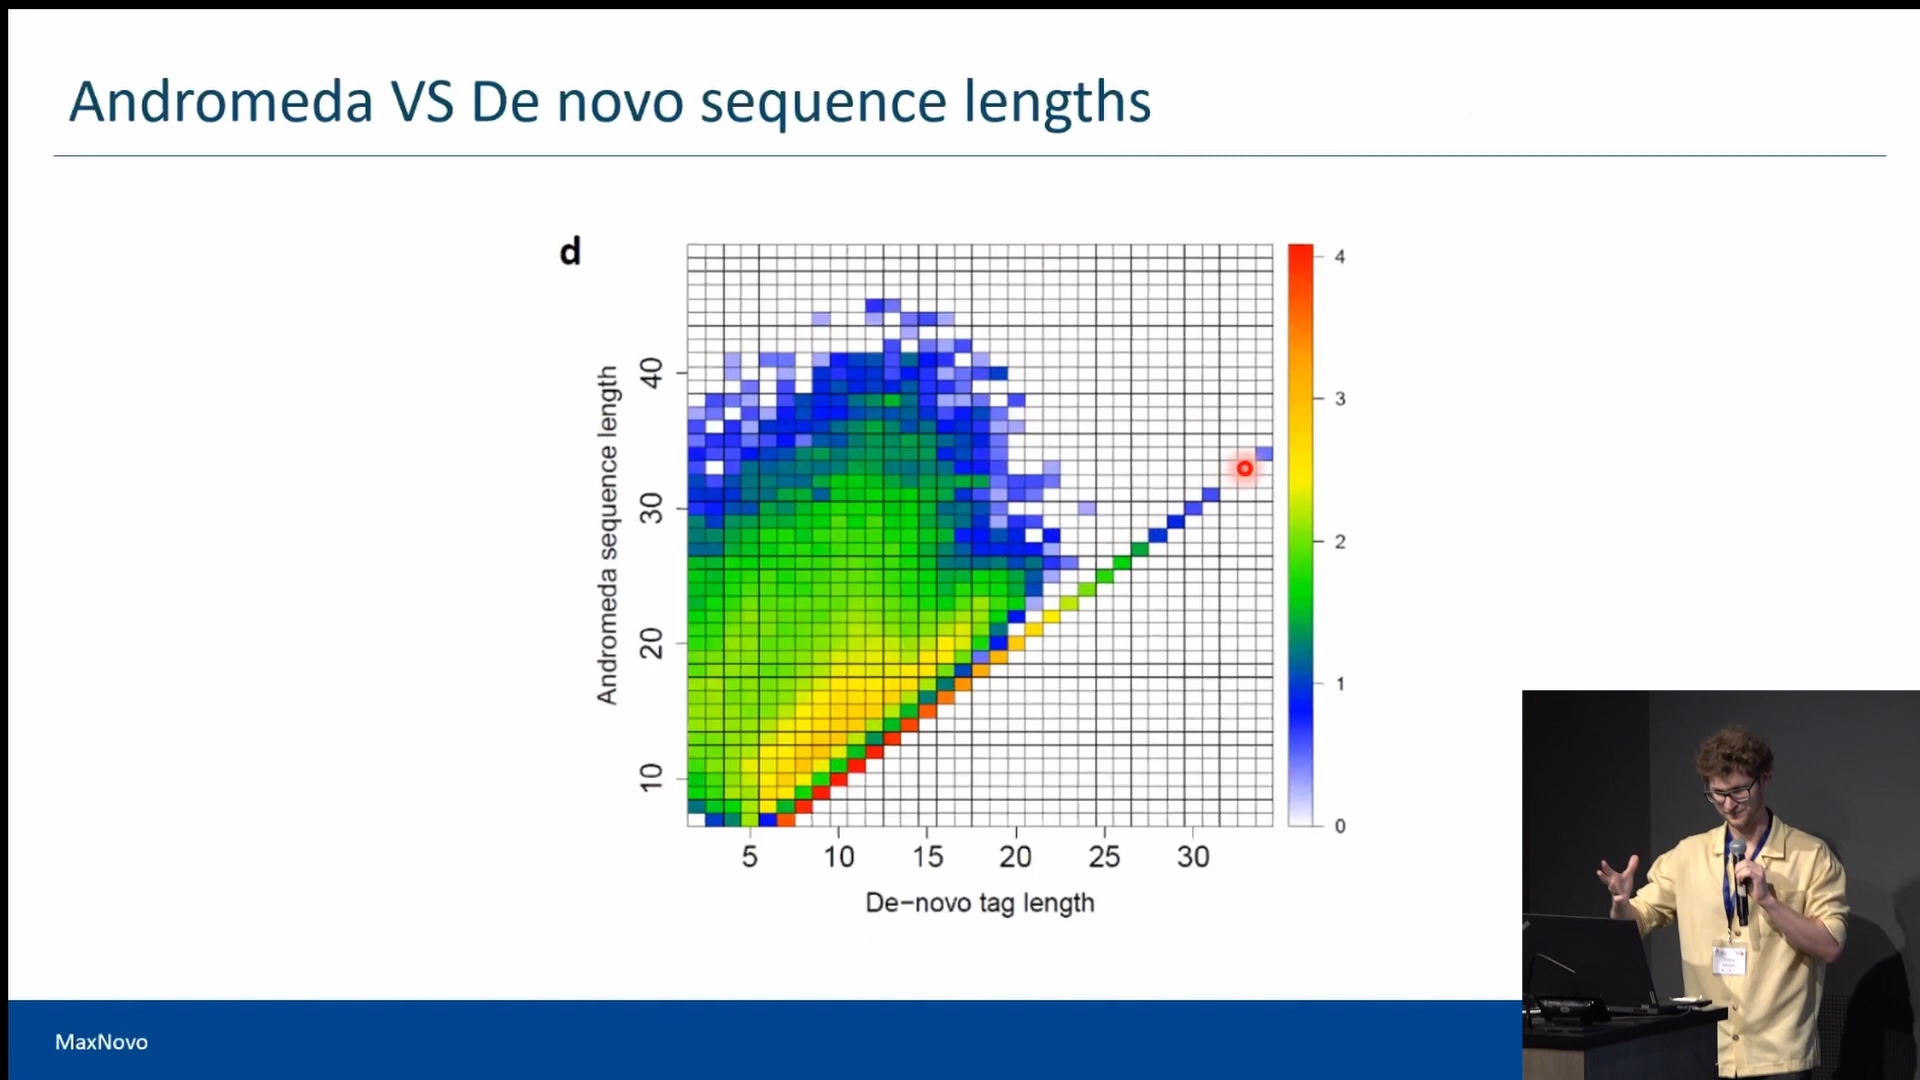 Andromeda VS De novo sequence lengths
d
Andromeda sequence length
40
30
20
10
5 10 15 20 25 30
De−novo tag length
4
3
2
1
0
MaxNovo